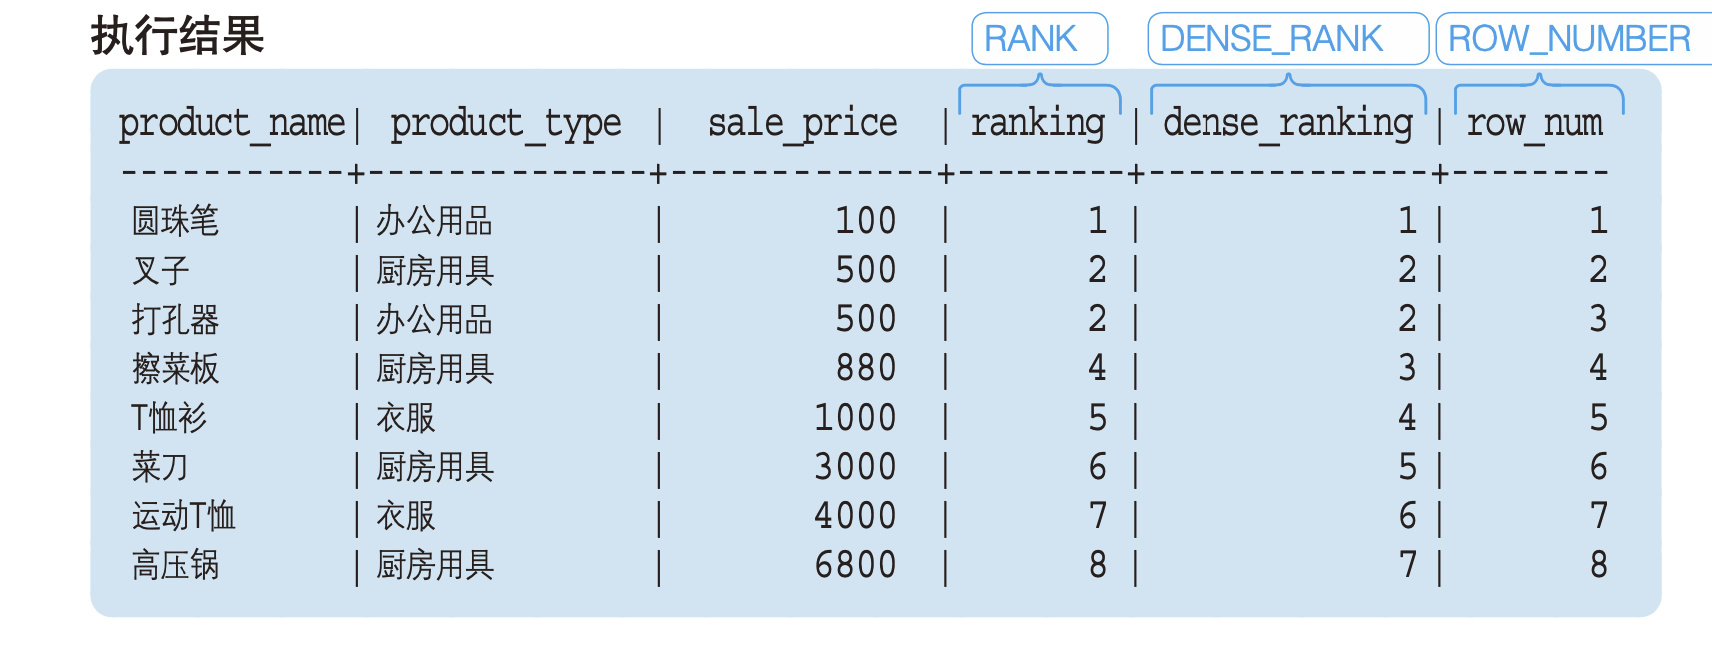 执行结果
RANK DENSE_RANK ROW_NUMBER
product_name| product_type | sale_price | ranking | dense_ranking | row_num
------------+---------------+--------------+---------+---------------+--------
圆珠笔 | 办公用品 | 100 | 1 | 1 | 1
叉子 | 厨房用具 | 500 | 2 | 2 | 2
打孔器 | 办公用品 | 500 | 2 | 2 | 3
擦菜板 | 厨房用具 | 880 | 4 | 3 | 4
T恤衫 | 衣服 | 1000 | 5 | 4 | 5
菜刀 | 厨房用具 | 3000 | 6 | 5 | 6
运动T恤 | 衣服 | 4000 | 7 | 6 | 7
高压锅 | 厨房用具 | 6800 | 8 | 7 | 8